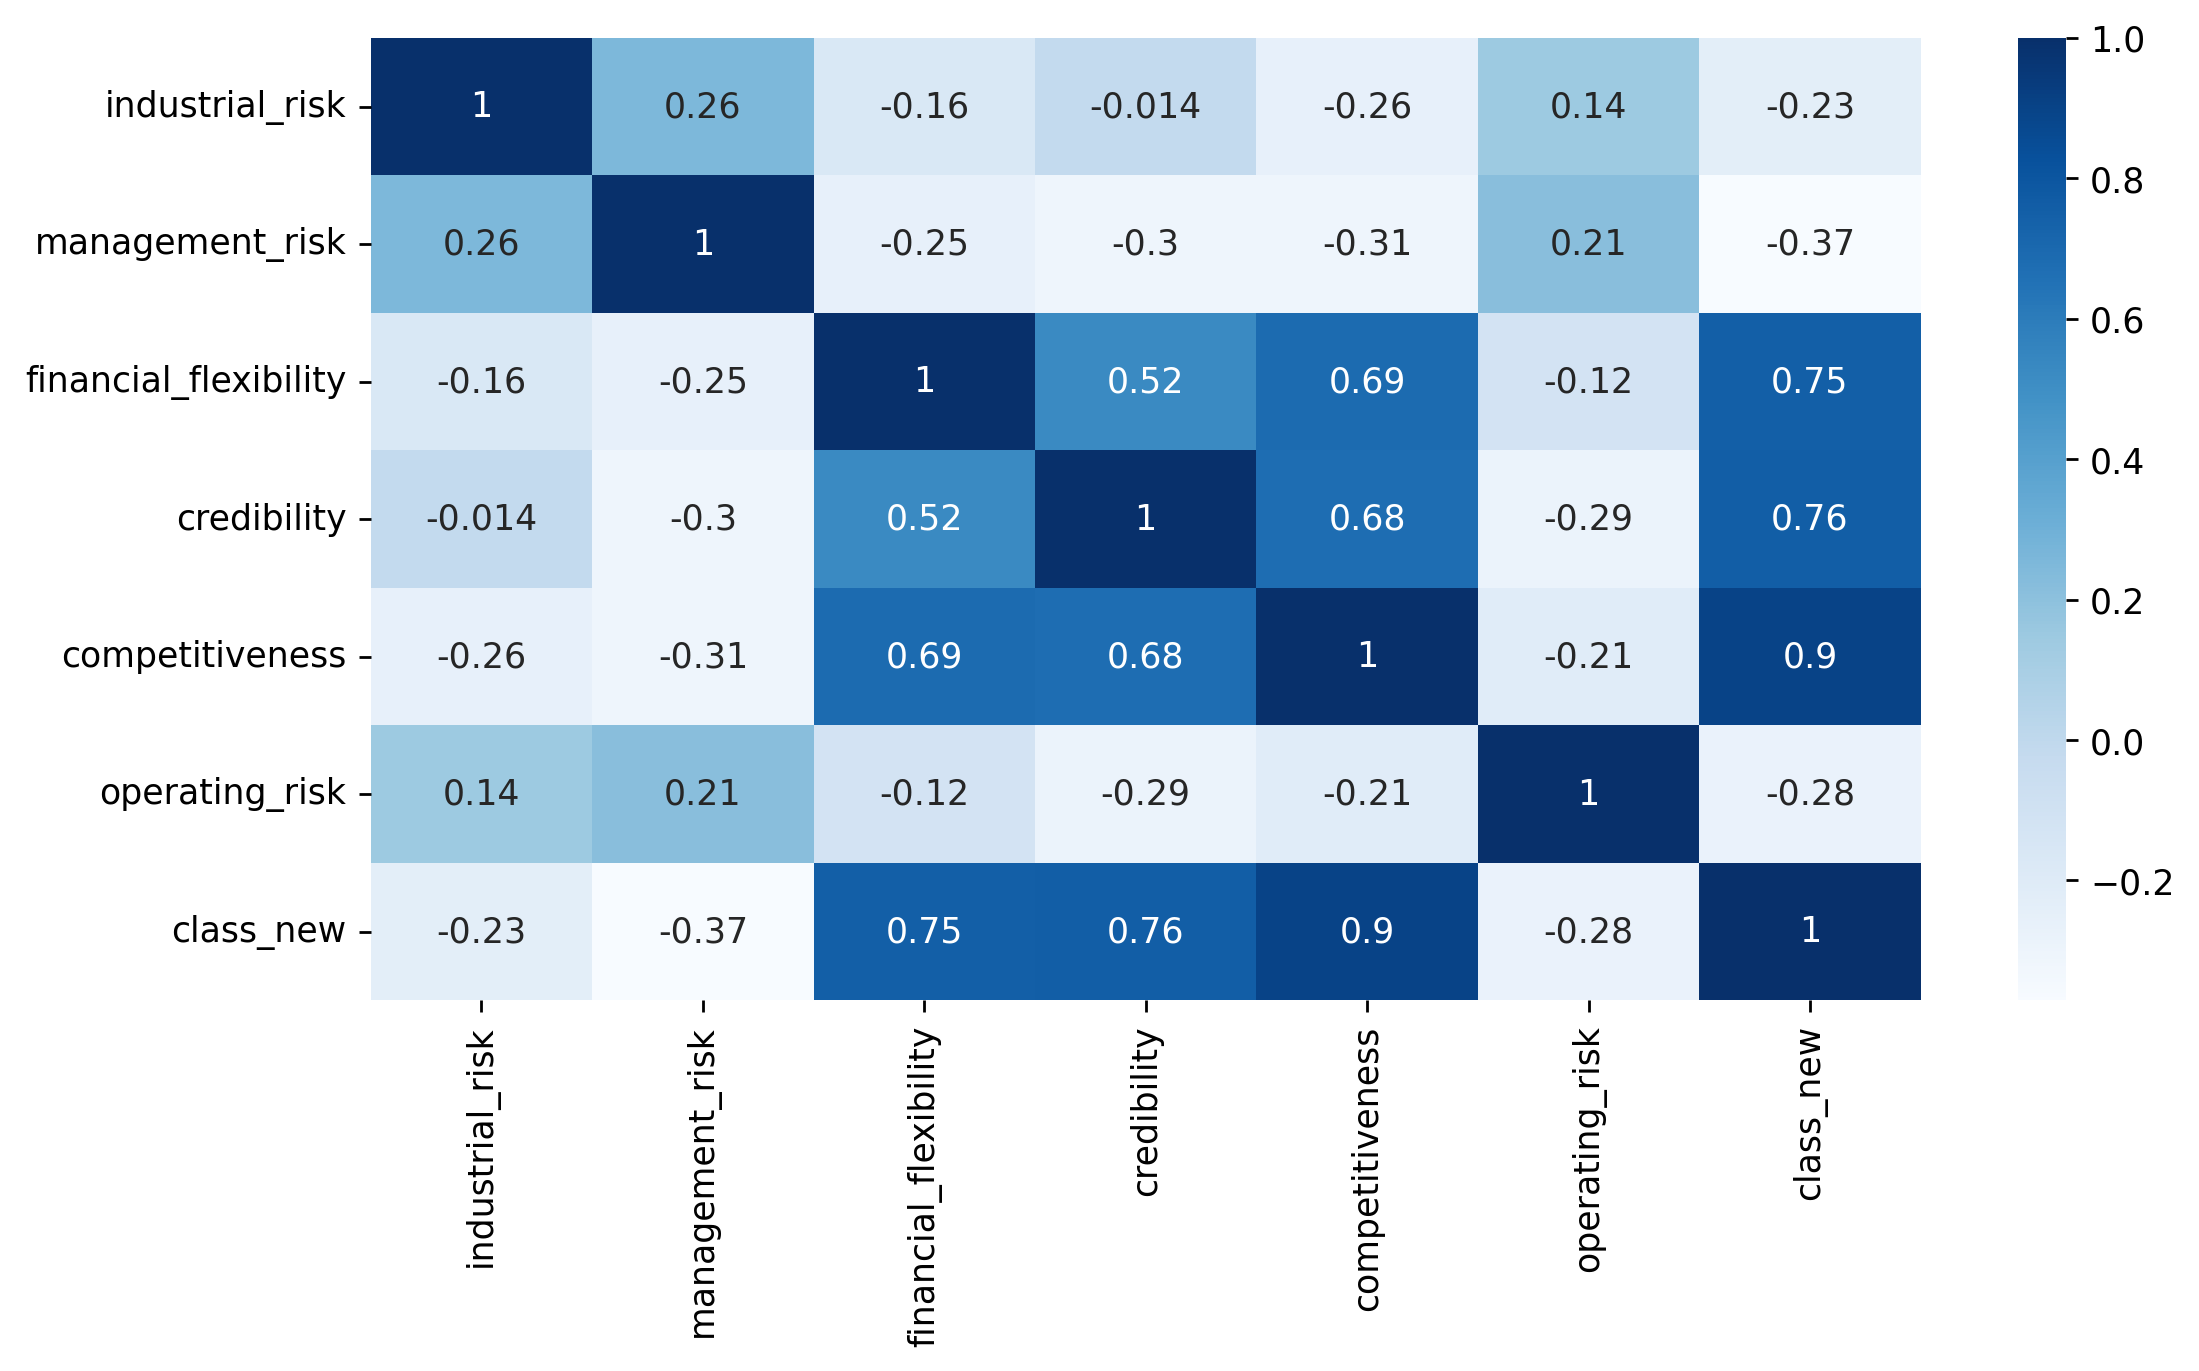 industrial_risk 1 0.26 -0.16 -0.014 -0.26 0.14 -0.23
management_risk 0.26 1 -0.25 -0.3 -0.31 0.21 -0.37
financial_flexibility -0.16 -0.25 1 0.52 0.69 -0.12 0.75
credibility -0.014 -0.3 0.52 1 0.68 -0.29 0.76
competitiveness -0.26 -0.31 0.69 0.68 1 -0.21 0.9
operating_risk 0.14 0.21 -0.12 -0.29 -0.21 1 -0.28
class_new -0.23 -0.37 0.75 0.76 0.9 -0.28 1
industrial_risk
management_risk
financial_flexibility
credibility
competitiveness
operating_risk
class_new
1.0
0.8
0.6
0.4
0.2
0.0
−0.2